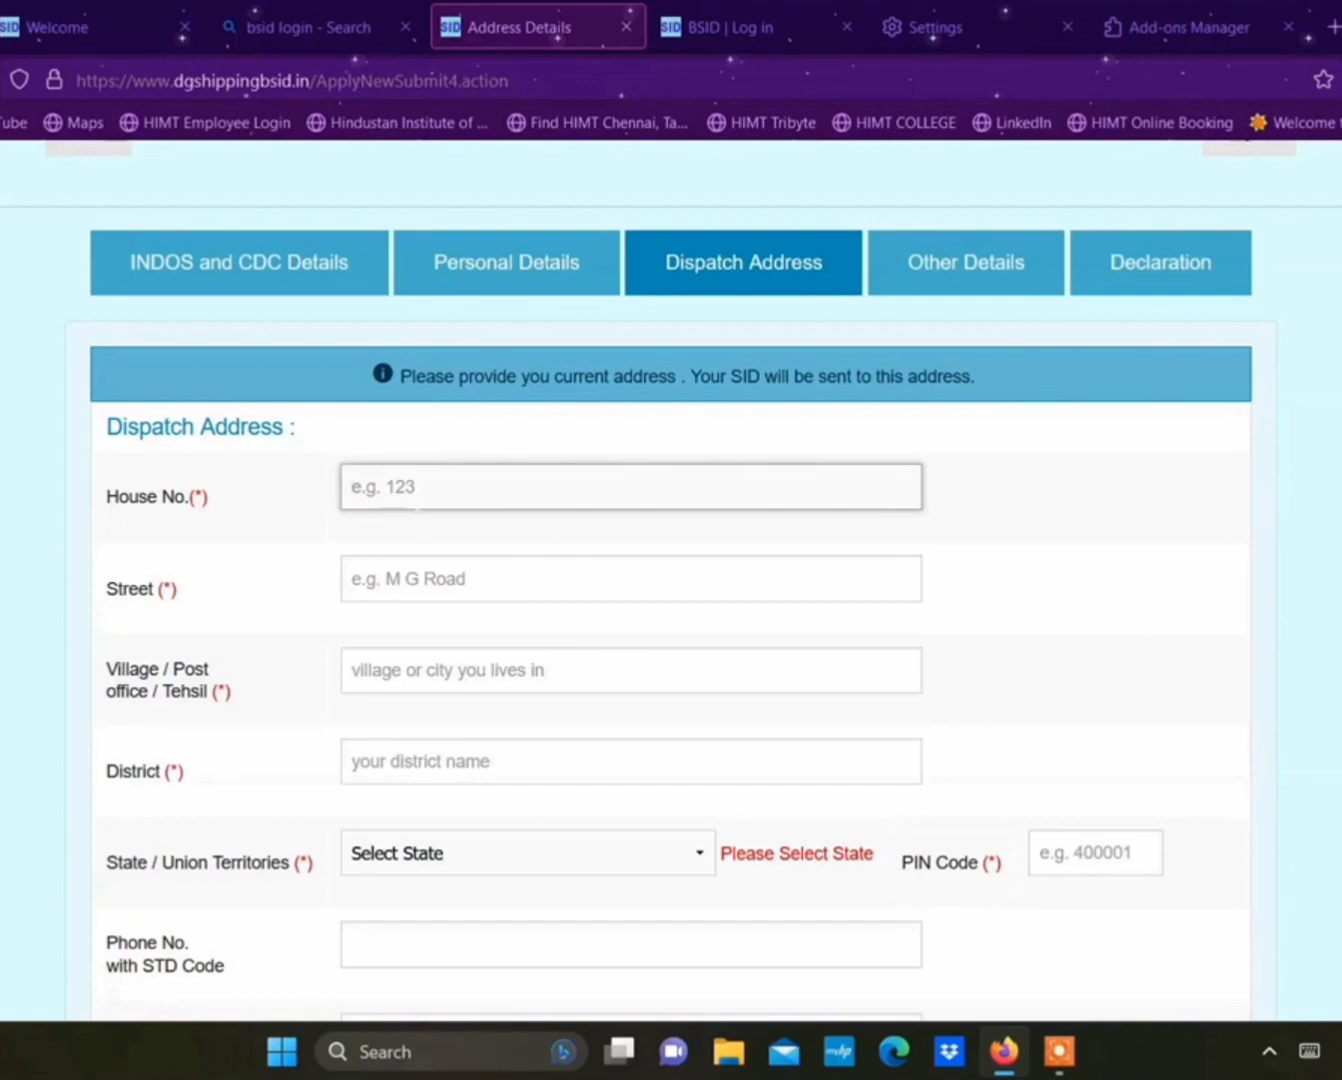 SID Welcome
bsid login - Search
SID Address Details
SID BSID | Log in
Settings
Add-ons Manager
https://www.dgshippingbsid.in/ApplyNewSubmit4.action
Maps
HIMT Employee Login
Hindustan Institute of ...
Find HIMT Chennai, Ta...
HIMT Tribyte
HIMT COLLEGE
LinkedIn
HIMT Online Booking
Welcome
INDOS and CDC Details
Personal Details
Dispatch Address
Other Details
Declaration
Please provide you current address . Your SID will be sent to this address.
Dispatch Address :
House No.(*)
e.g. 123
Street (*)
e.g. M G Road
Village / Post
office / Tehsil (*)
village or city you lives in
District (*)
your district name
State / Union Territories (*)
Select State
Please Select State
PIN Code (*)
e.g. 400001
Phone No.
with STD Code
Search